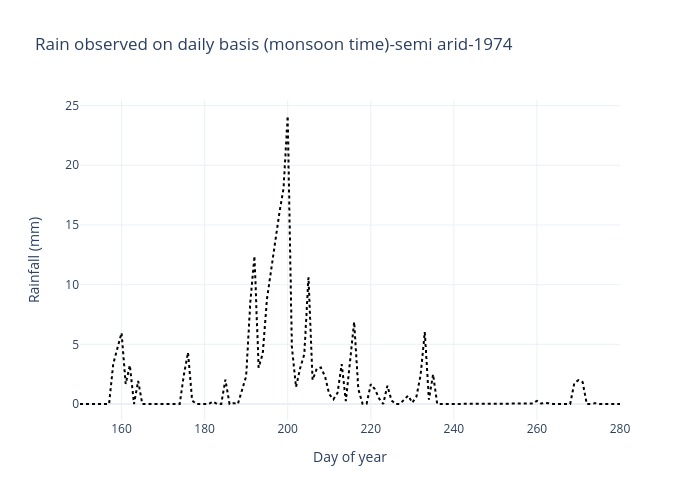 Rain observed on daily basis (monsoon time)-semi arid-1974
25
20
15
10
5
0
Rainfall (mm)
160 180 200 220 240 260 280
Day of year